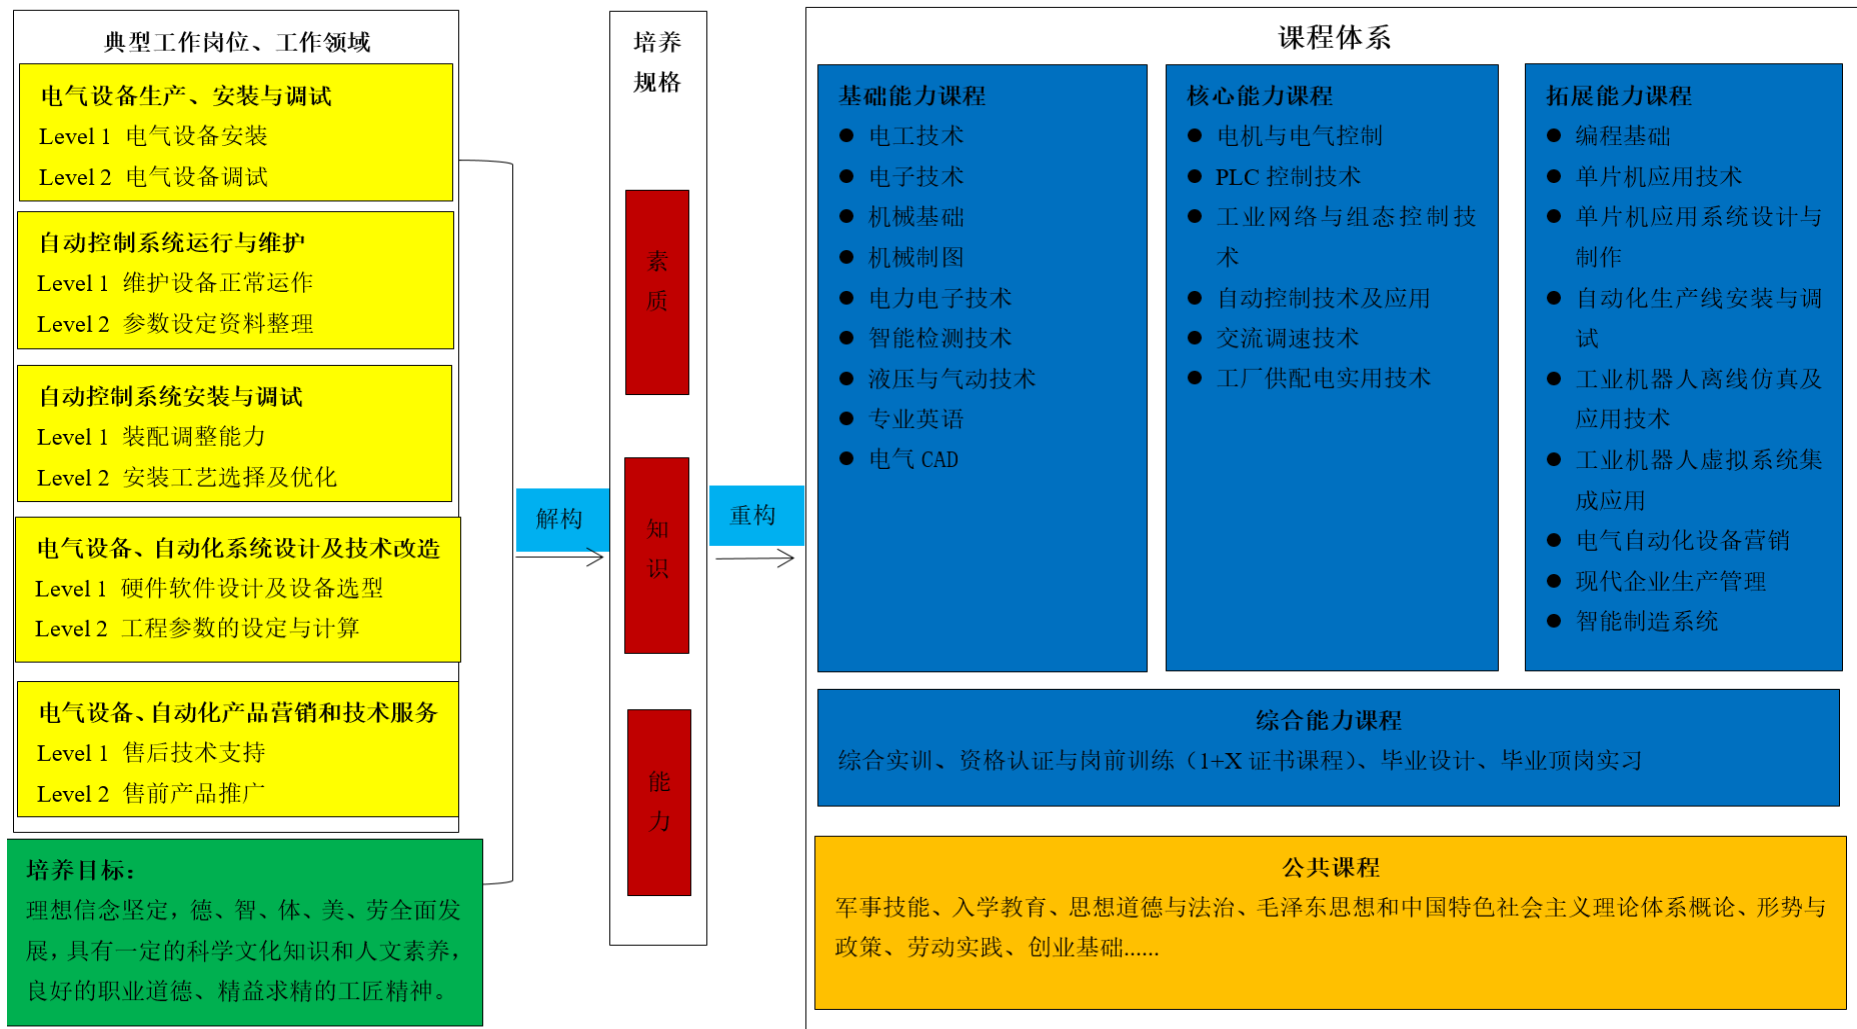 典型工作岗位、工作领域
电气设备生产、安装与调试
Level 1 电气设备安装
Level 2 电气设备调试
自动控制系统运行与维护
Level 1 维护设备正常运作
Level 2 参数设定资料整理
自动控制系统安装与调试
Level 1 装配调整能力
Level 2 安装工艺选择及优化
电气设备、自动化系统设计及技术改造
Level 1 硬件软件设计及设备选型
Level 2 工程参数的设定与计算
电气设备、自动化产品营销和技术服务
Level 1 售后技术支持
Level 2 售前产品推广
培养目标：
理想信念坚定，德、智、体、美、劳全面发
展，具有一定的科学文化知识和人文素养，
良好的职业道德、精益求精的工匠精神。
解构
培养
规格
素
质
知
识
能
力
重构
课程体系
基础能力课程
● 电工技术
● 电子技术
● 机械基础
● 机械制图
● 电力电子技术
● 智能检测技术
● 液压与气动技术
● 专业英语
● 电气 CAD
核心能力课程
● 电机与电气控制
● PLC 控制技术
● 工业网络与组态控制技
术
● 自动控制技术及应用
● 交流调速技术
● 工厂供配电实用技术
拓展能力课程
● 编程基础
● 单片机应用技术
● 单片机应用系统设计与
制作
● 自动化生产线安装与调
试
● 工业机器人离线仿真及
应用技术
● 工业机器人虚拟系统集
成应用
● 电气自动化设备营销
● 现代企业生产管理
● 智能制造系统
综合能力课程
综合实训、资格认证与岗前训练（1+X 证书课程）、毕业设计、毕业顶岗实习
公共课程
军事技能、入学教育、思想道德与法治、毛泽东思想和中国特色社会主义理论体系概论、形势与
政策、劳动实践、创业基础......